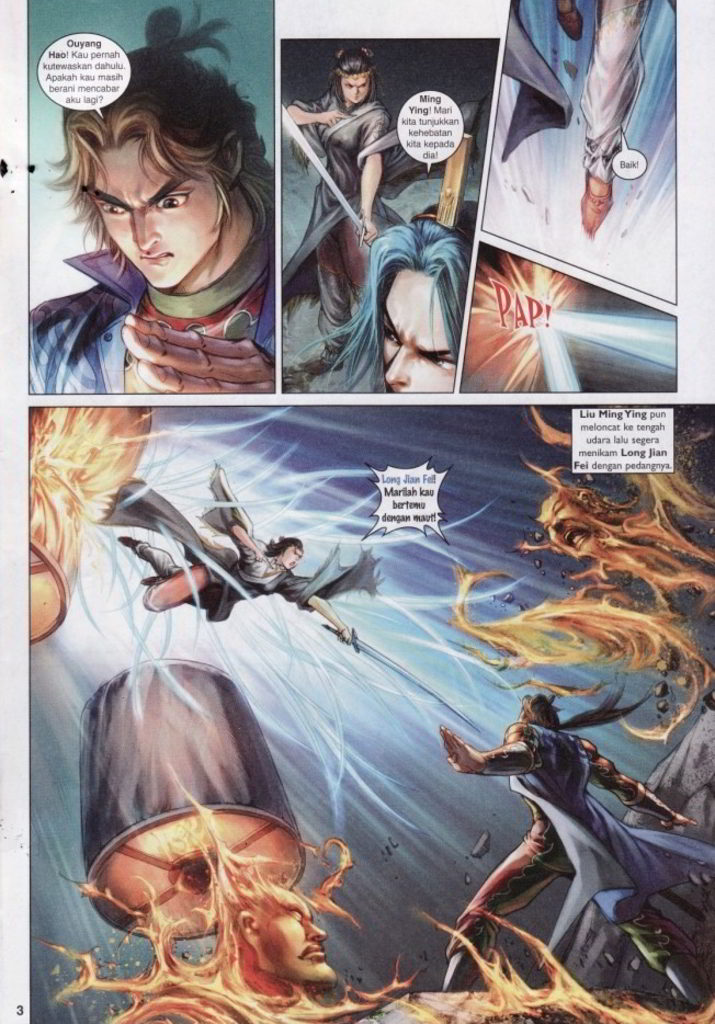 Ouyang
Hao! Kau pernah
kutewaskan dahulu.
Apakah kau masih
berani mencabar
aku lagi?
Ming
Ying! Mari
kita tunjukkan
kehebatan
kita kepada
dia!
Baik!
PAP!
Liu Ming Ying pun
meloncat ke tengah
udara lalu segera
menikam Long Jian
Fei dengan pedangnya.
Long Jian Fei!
Marilah kau
bertemu
dengan maut!
3